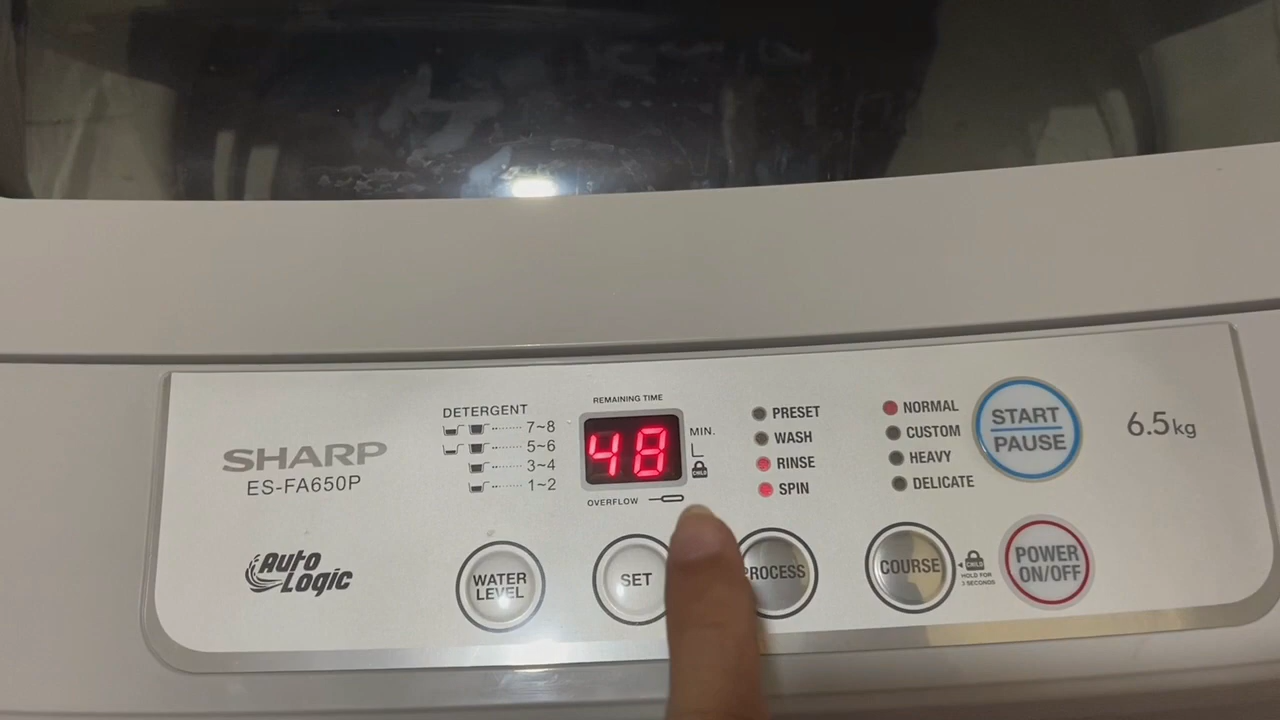 SHARP
ES-FA650P
Auto Logic
DETERGENT
7~8
5~6
3~4
1~2
REMAINING TIME
48
MIN.
L
CHILD
OVERFLOW
PRESET
WASH
RINSE
SPIN
NORMAL
CUSTOM
HEAVY
DELICATE
START
PAUSE
6.5kg
WATER
LEVEL
SET
PROCESS
COURSE
CHILD
HOLD FOR
3 SECONDS
POWER
ON/OFF